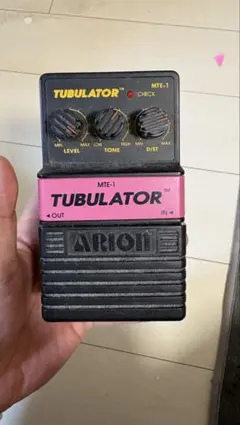 MTE-1
TUBULATOR™ CHECK
MIN MAX LOW HIGH MIN MAX
LEVEL TONE DIST
MTE-1
TUBULATOR™
◄OUT IN◄
ARION